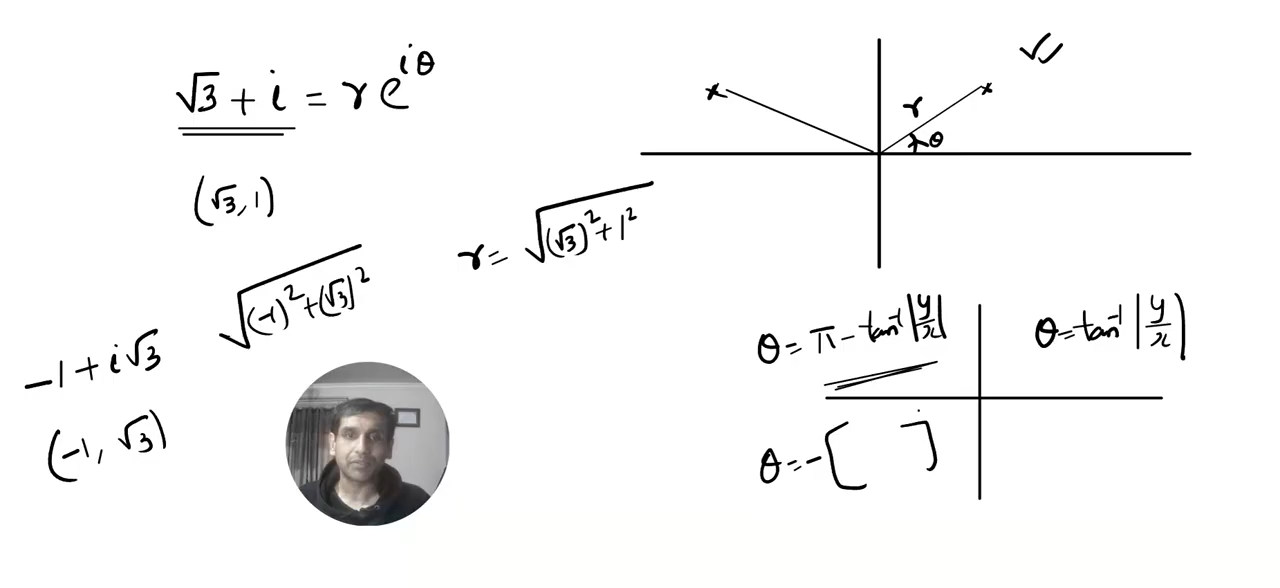 √3 + i = r e^{iθ}
(√3, 1)
r = √((√3)² + 1²)
√((-1)² + (√3)²)
-1 + i√3
(-1, √3)
r
θ
θ = π - tan⁻¹ |y/x|
θ = tan⁻¹ |y/x|
θ = - [ ]